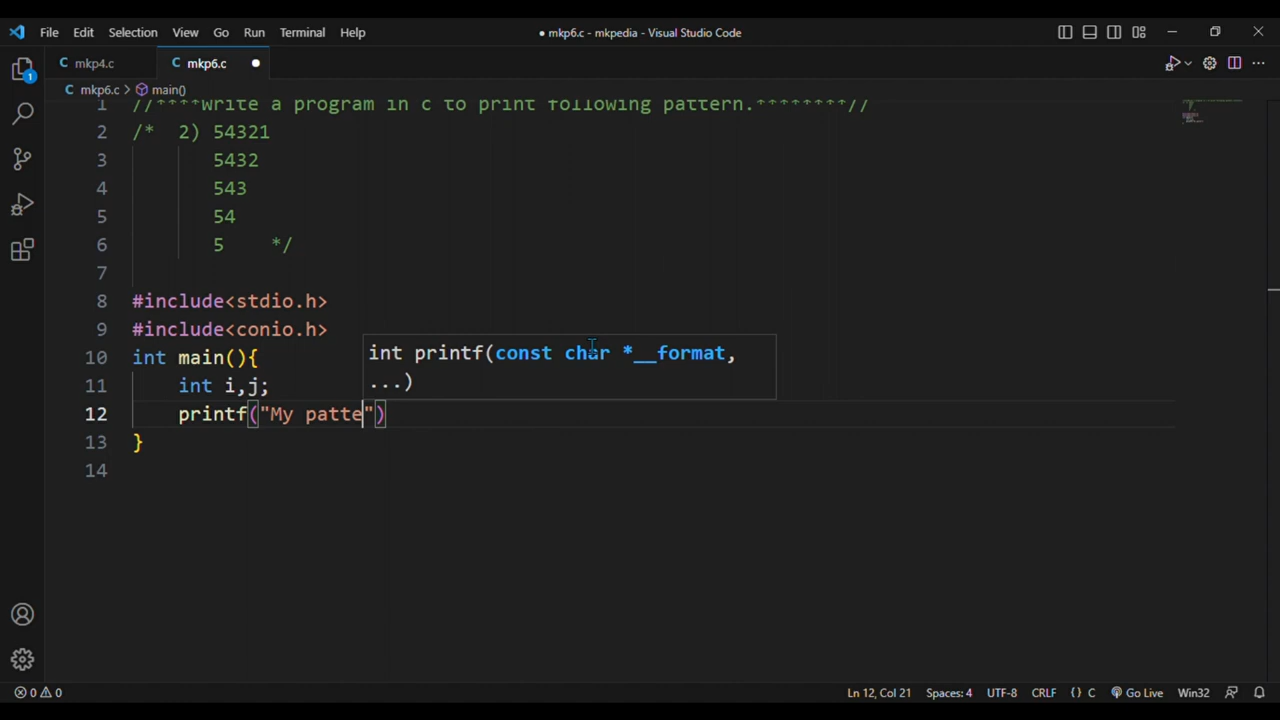 File Edit Selection View Go Run Terminal Help
● mkp6.c - mkpedia - Visual Studio Code
C mkp4.c C mkp6.c ●
C mkp6.c > main()
1 //****write a program in c to print following pattern.********//
2 /* 2) 54321
3 5432
4 543
5 54
6 5 */
7
8 #include<stdio.h>
9 #include<conio.h>
10 int main(){
int printf(const char *__format,
...)
11 int i,j;
12 printf("My patte")
13 }
14
1
0 0 Ln 12, Col 21 Spaces: 4 UTF-8 CRLF {} C Go Live Win32